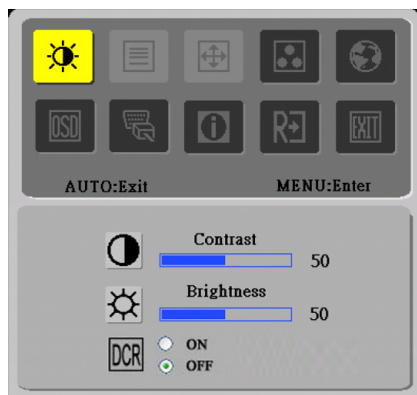 OSD
i
R
EXIT
AUTO:Exit MENU:Enter
Contrast
50
Brightness
50
DCR ON
OFF